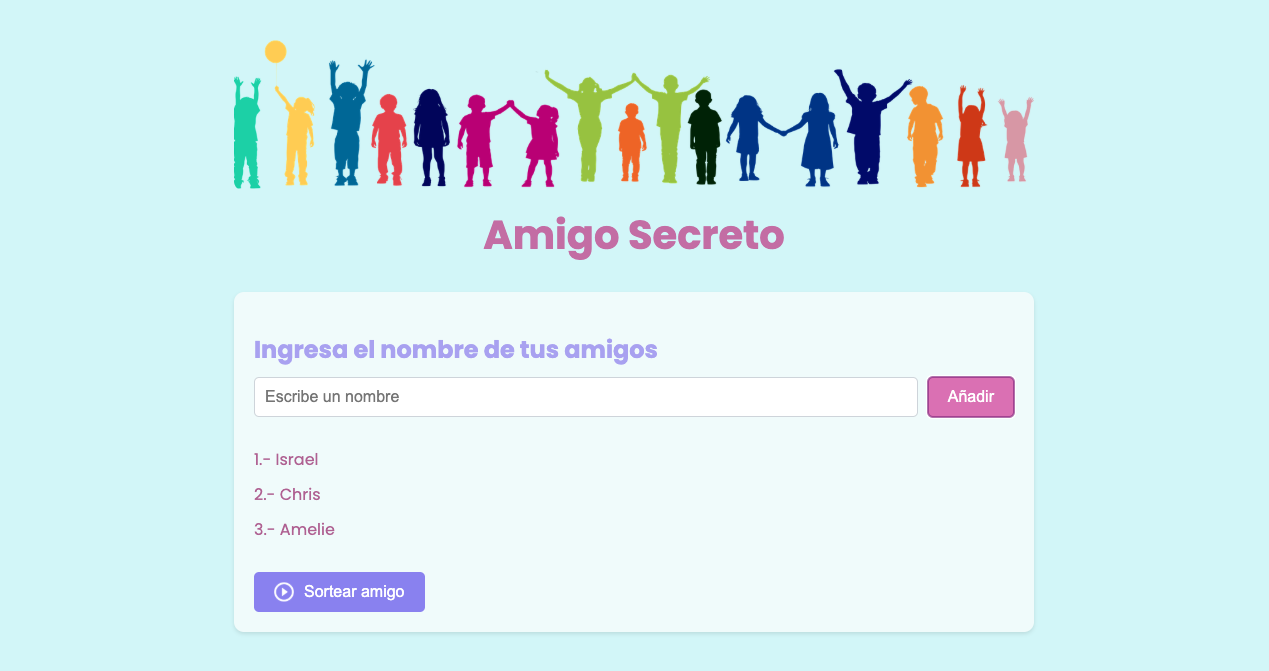 Amigo Secreto
Ingresa el nombre de tus amigos
Escribe un nombre
Añadir
1.- Israel
2.- Chris
3.- Amelie
Sortear amigo